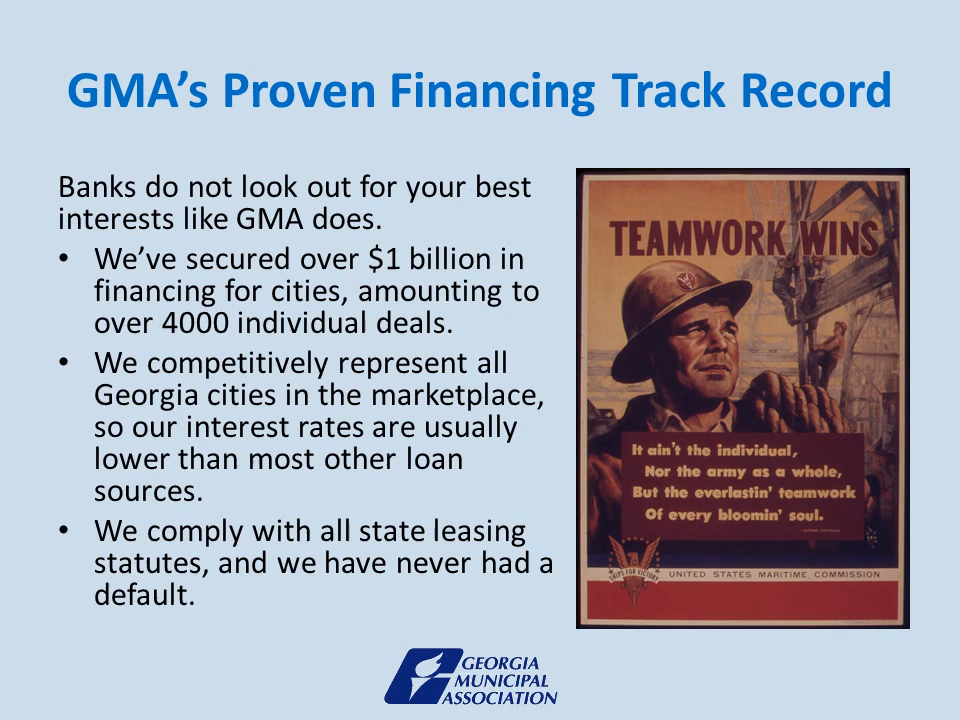 GMA’s Proven Financing Track Record
Banks do not look out for your best
interests like GMA does.
• We’ve secured over $1 billion in
financing for cities, amounting to
over 4000 individual deals.
• We competitively represent all
Georgia cities in the marketplace,
so our interest rates are usually
lower than most other loan
sources.
• We comply with all state leasing
statutes, and we have never had a
default.
TEAMWORK WINS
It ain't the individual,
Nor the army as a whole,
But the everlastin' teamwork
Of every bloomin' soul.
SHIPS FOR VICTORY
UNITED STATES MARITIME COMMISSION
GEORGIA
MUNICIPAL
ASSOCIATION